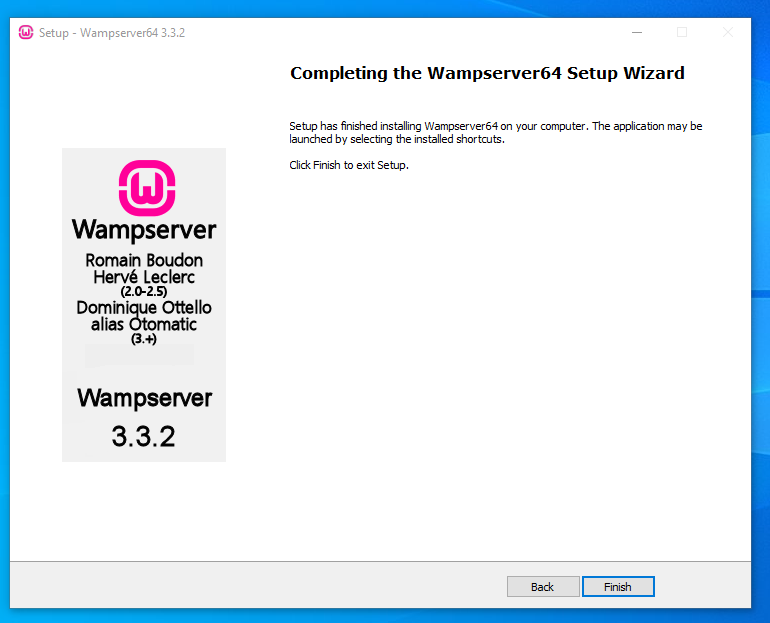 Setup - Wampserver64 3.3.2
Completing the Wampserver64 Setup Wizard
Setup has finished installing Wampserver64 on your computer. The application may be
launched by selecting the installed shortcuts.
Click Finish to exit Setup.
Wampserver
Romain Boudon
Hervé Leclerc
(2.0-2.5)
Dominique Ottello
alias Otomatic
(3.+)
Wampserver
3.3.2
Back
Finish